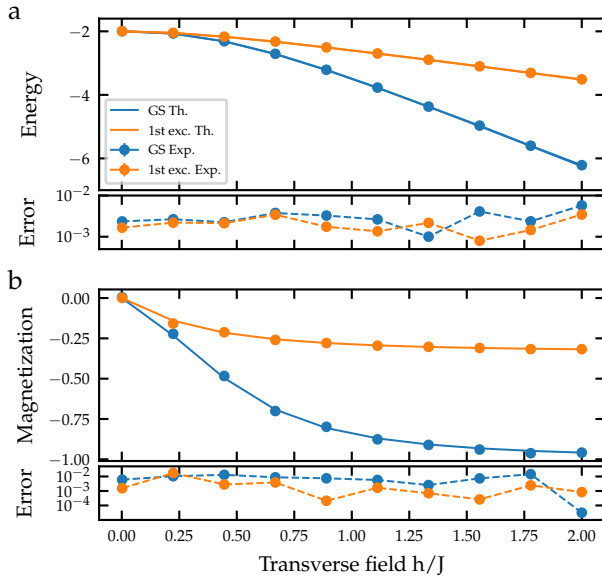 a
−2
−4
−6
−2
Energy
GS Th.
1st exc. Th.
GS Exp.
1st exc. Exp.
10⁻²
10⁻³
Error
b
0.00
−0.25
−0.50
−0.75
−1.00
Magnetization
10⁻²
10⁻³
10⁻⁴
Error
0.00 0.25 0.50 0.75 1.00 1.25 1.50 1.75 2.00
Transverse field h/J